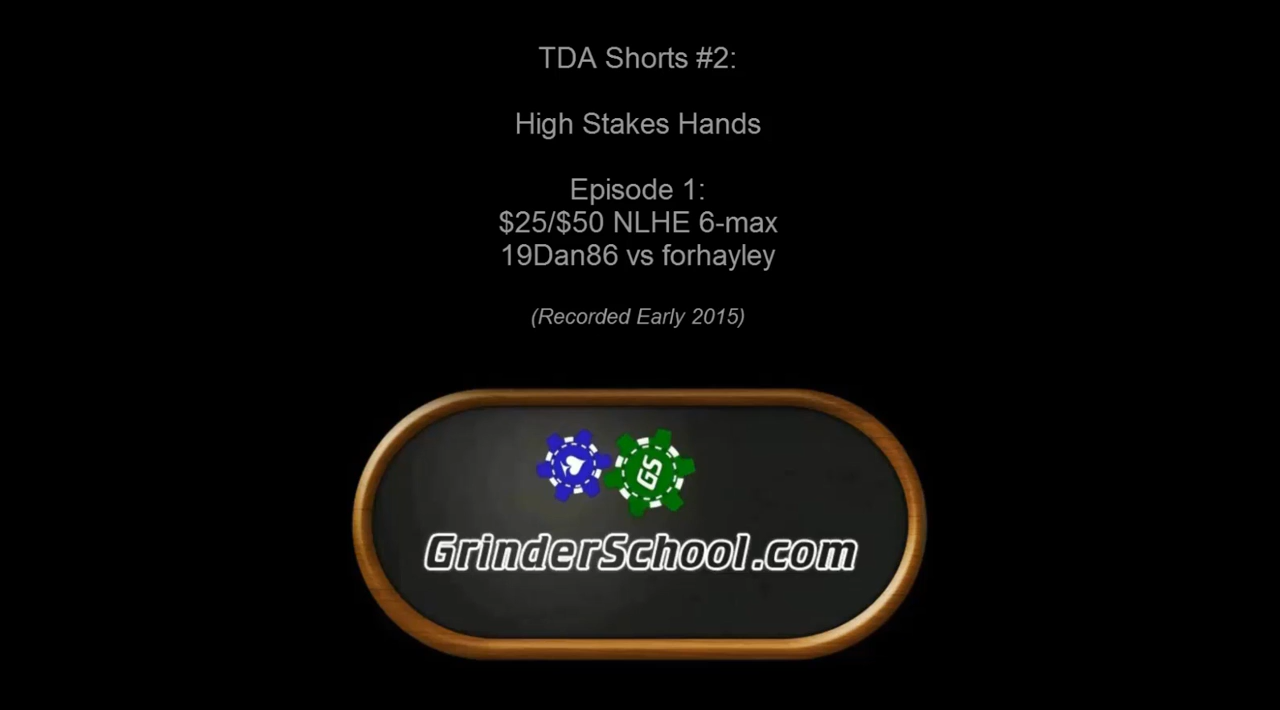 TDA Shorts #2:
High Stakes Hands
Episode 1:
$25/$50 NLHE 6-max
19Dan86 vs forhayley
(Recorded Early 2015)
GS
GrinderSchool.com